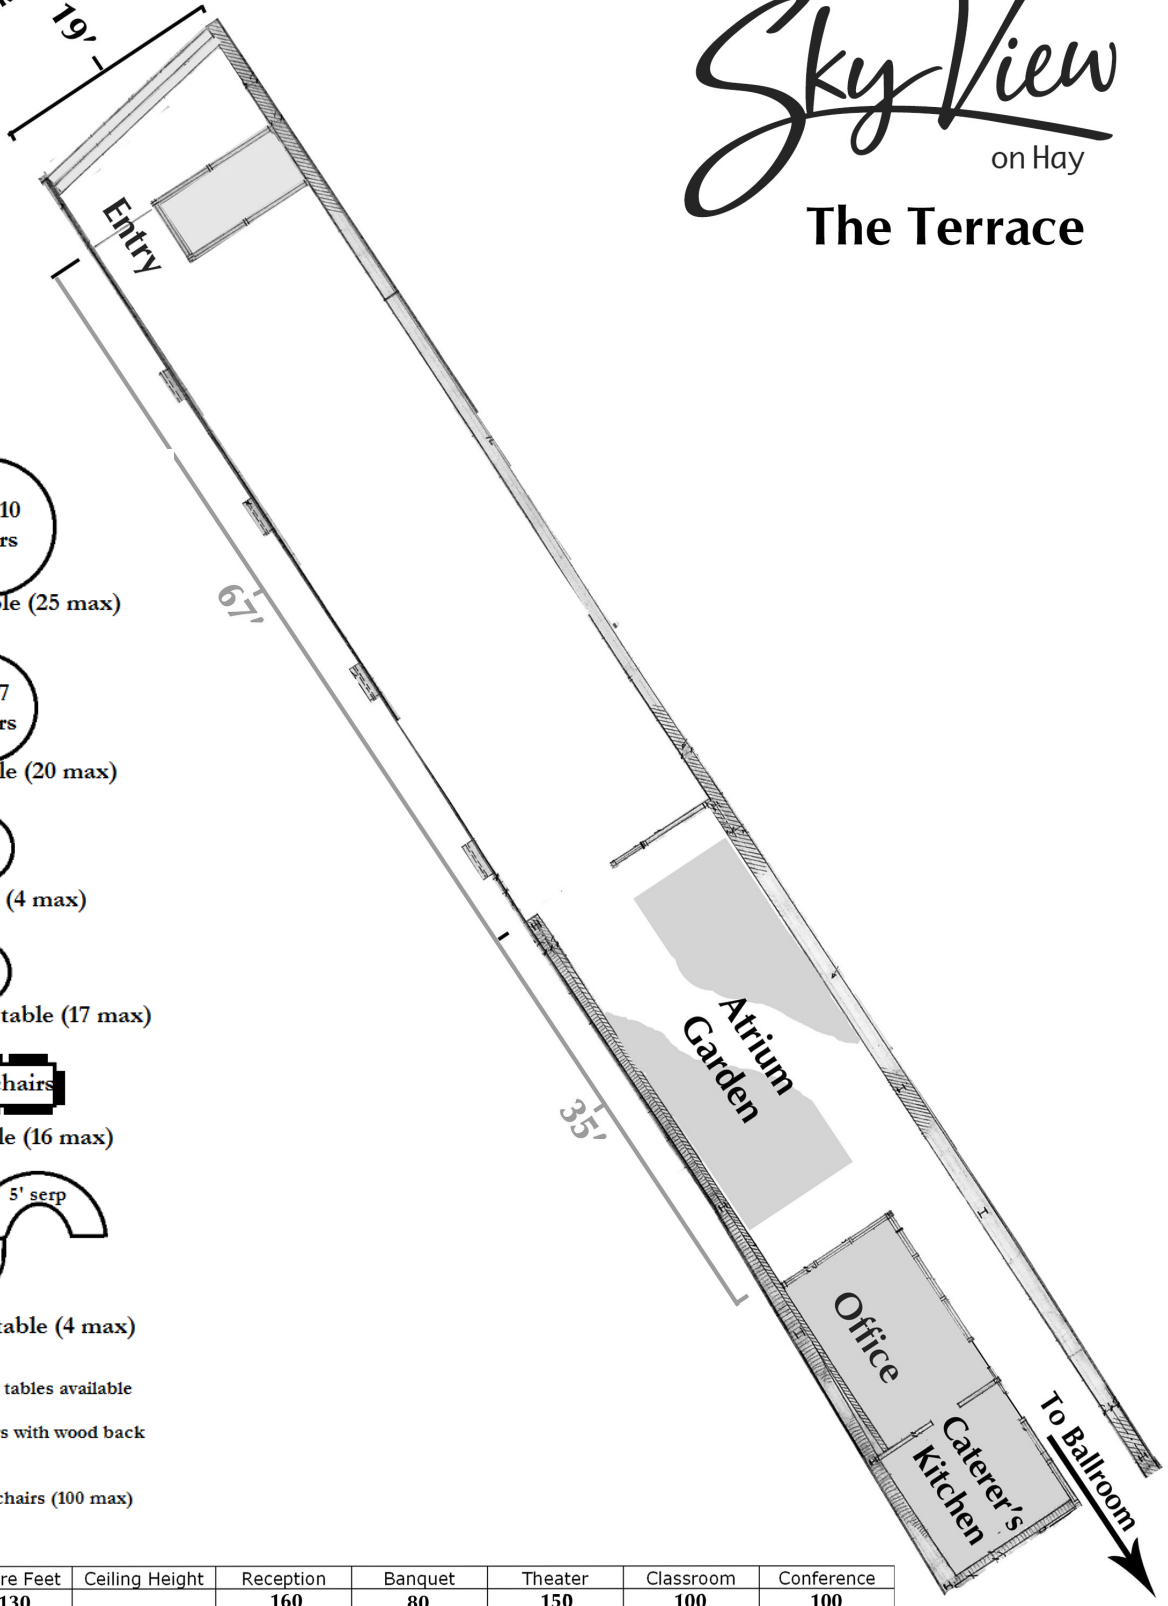 19'
Sky View
on Hay
The Terrace
Entry
67'
10
rs
le (25 max)
7
rs
le (20 max)
(4 max)
table (17 max)
chairs
le (16 max)
5' serp
table (4 max)
tables available
s with wood back
chairs (100 max)
Atrium
Garden
35'
Office
Caterer's
Kitchen
To Ballroom
re Feet Ceiling Height Reception Banquet Theater Classroom Conference
130 160 80 150 100 100